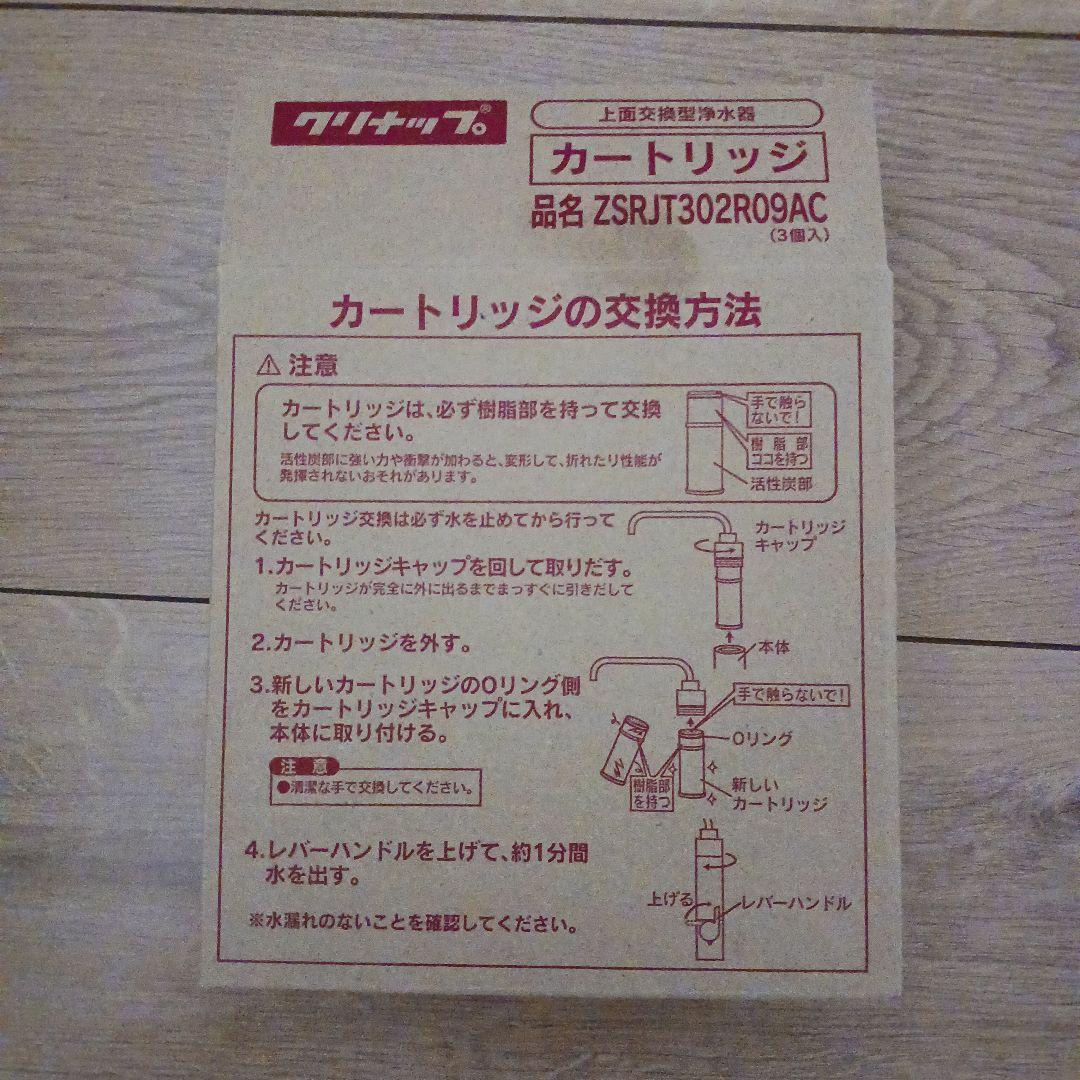 クリナップ®
上面交換型浄水器
カートリッジ
品名 ZSRJT302R09AC
(3個入)
カートリッジの交換方法
⚠ 注意
カートリッジは、必ず樹脂部を持って交換
してください。
活性炭部に強い力や衝撃が加わると、変形して、折れたり性能が
発揮されないおそれがあります。
手で触ら
ないで!
樹脂部
ココを持つ
活性炭部
カートリッジ交換は必ず水を止めてから行って
ください。
1.カートリッジキャップを回して取りだす。
カートリッジが完全に外に出るまでまっすぐに引きだして
ください。
カートリッジ
キャップ
2.カートリッジを外す。
本体
3.新しいカートリッジのOリング側
をカートリッジキャップに入れ、
本体に取り付ける。
注意
●清潔な手で交換してください。
手で触らないで!
Oリング
樹脂部
を持つ
新しい
カートリッジ
4.レバーハンドルを上げて、約1分間
水を出す。
上げる
レバーハンドル
※水漏れのないことを確認してください。